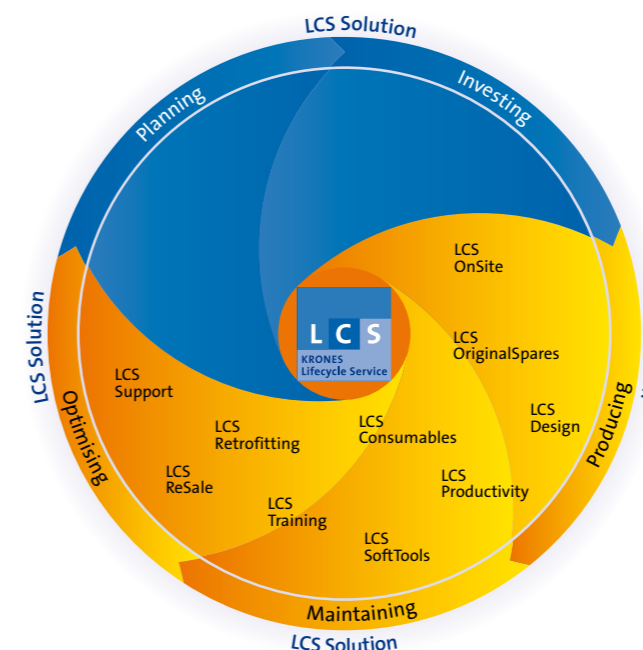 LCS Solution
Planning
Investing
LCS
OnSite
LCS
OriginalSpares
LCS
Design
Producing
LCS Solution
Optimising
LCS
KRONES
Lifecycle Service
LCS
Support
LCS
Retrofitting
LCS
Consumables
LCS
ReSale
LCS
Productivity
LCS
Training
LCS
SoftTools
Maintaining
LCS Solution